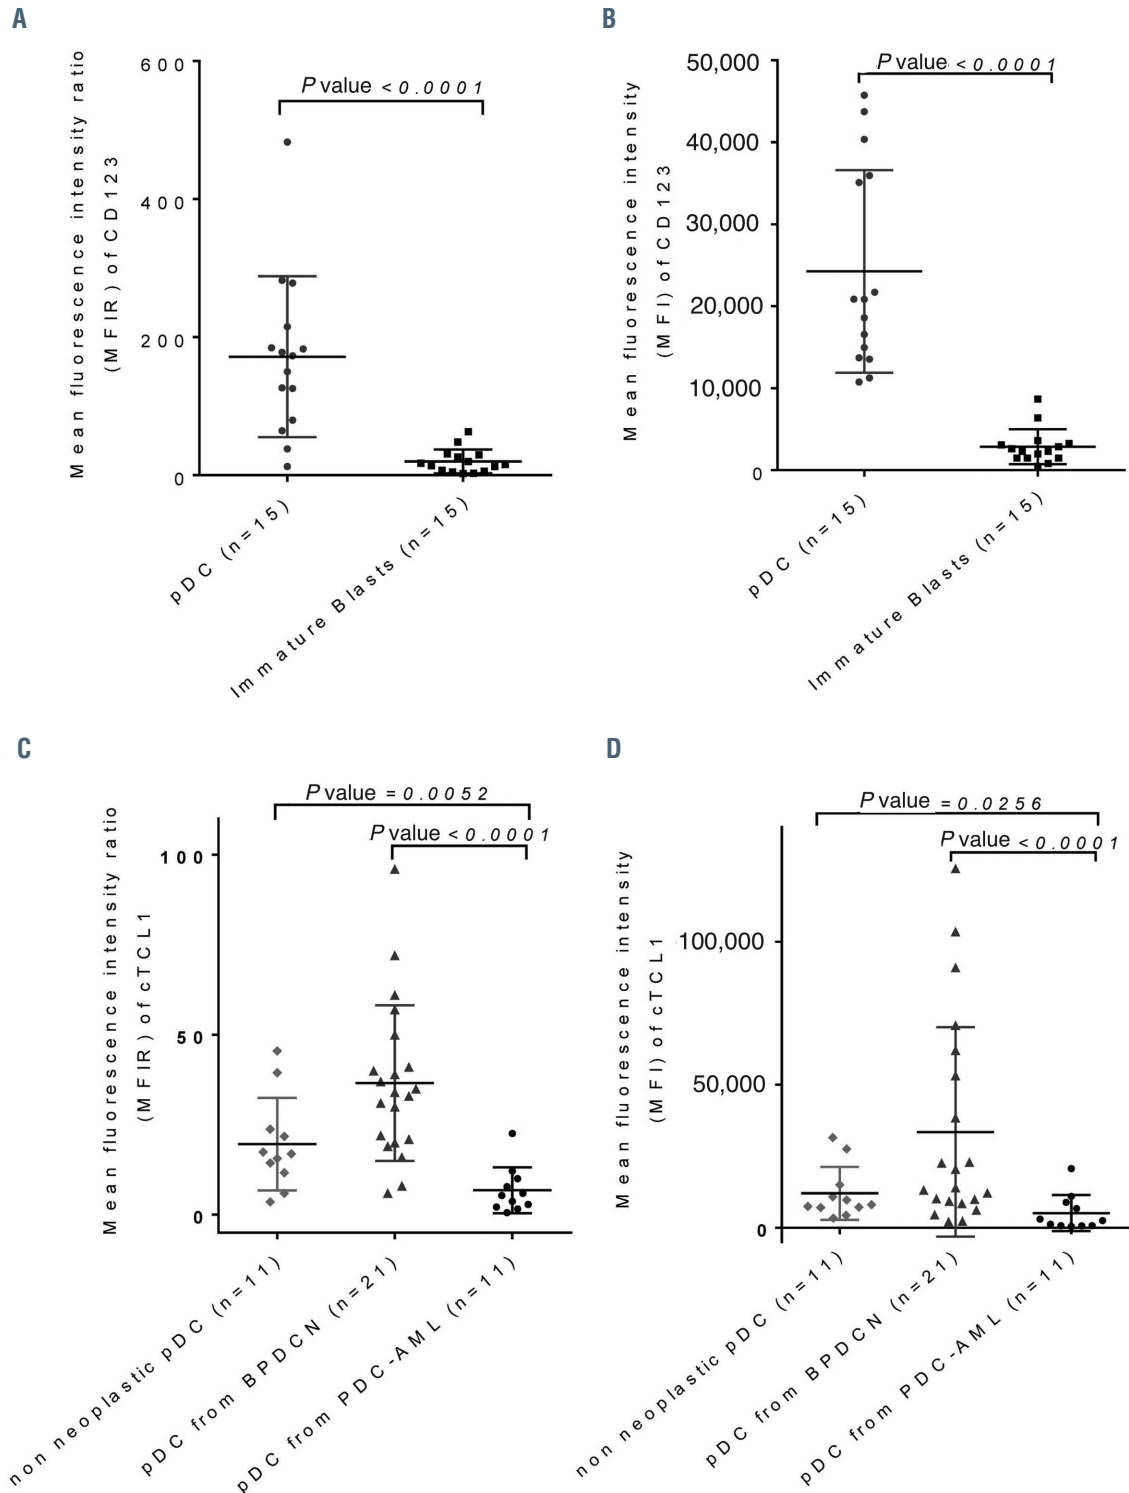 A
Mean fluorescence intensity ratio
(MFIR) of CD123
600
400
200
0
P value <0.0001
pDC (n=15)
Immature Blasts (n=15)
B
Mean fluorescence intensity
(MFI) of CD123
50,000
40,000
30,000
20,000
10,000
0
P value <0.0001
pDC (n=15)
Immature Blasts (n=15)
C
Mean fluorescence intensity ratio
(MFIR) of cTCL1
100
50
0
P value =0.0052
P value <0.0001
non neoplastic pDC (n=11)
pDC from BPDCN (n=21)
pDC from PDC-AML (n=11)
D
Mean fluorescence intensity
(MFI) of cTCL1
100,000
50,000
0
P value =0.0256
P value <0.0001
non neoplastic pDC (n=11)
pDC from BPDCN (n=21)
pDC from PDC-AML (n=11)